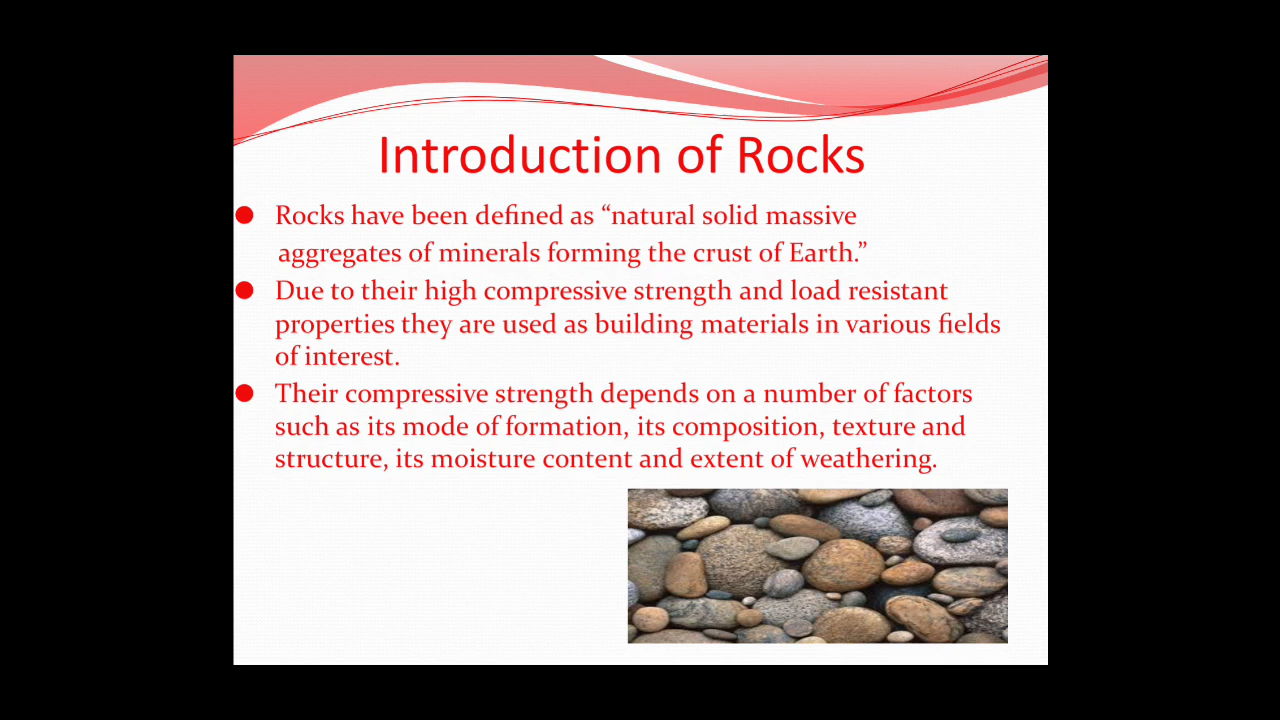 Introduction of Rocks
Rocks have been defined as “natural solid massive
aggregates of minerals forming the crust of Earth.”
Due to their high compressive strength and load resistant
properties they are used as building materials in various fields
of interest.
Their compressive strength depends on a number of factors
such as its mode of formation, its composition, texture and
structure, its moisture content and extent of weathering.